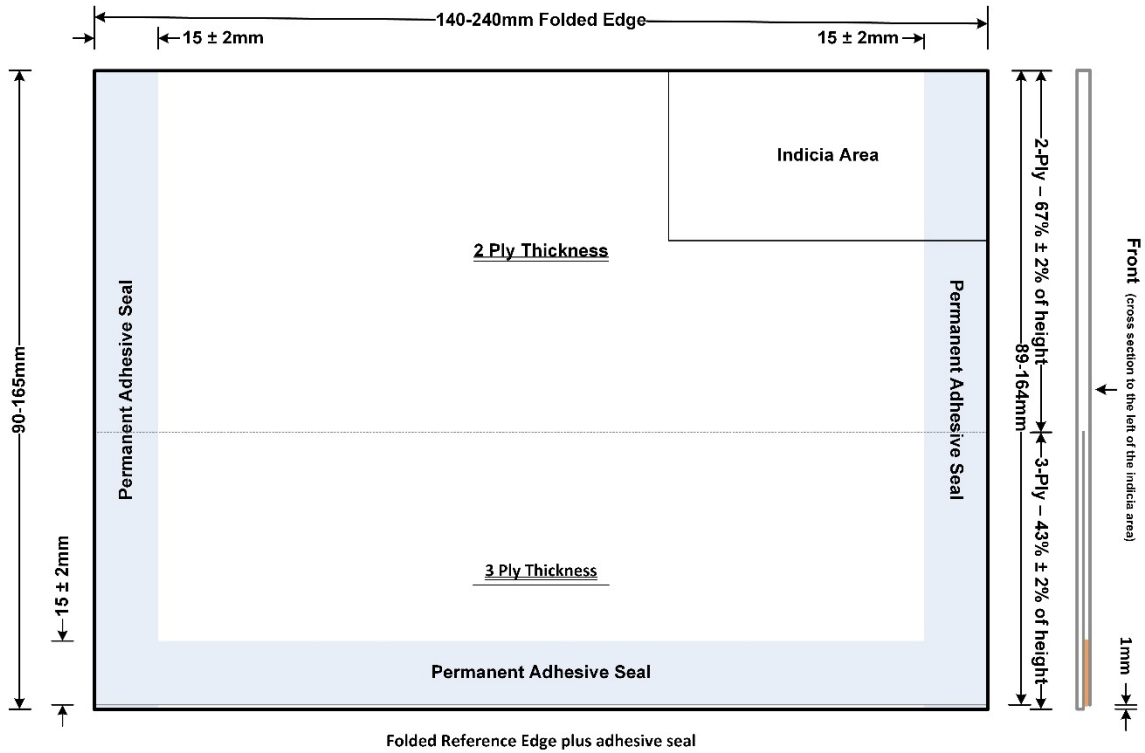 140-240mm Folded Edge
15 ± 2mm
15 ± 2mm
Indicia Area
2 Ply Thickness
Permanent Adhesive Seal
Permanent Adhesive Seal
90-165mm
89-164mm
2-Ply – 67% ± 2% of height
3-Ply – 43% ± 2% of height
Front (cross section to the left of the indicia area)
3 Ply Thickness
15 ± 2mm
1mm
Permanent Adhesive Seal
Folded Reference Edge plus adhesive seal